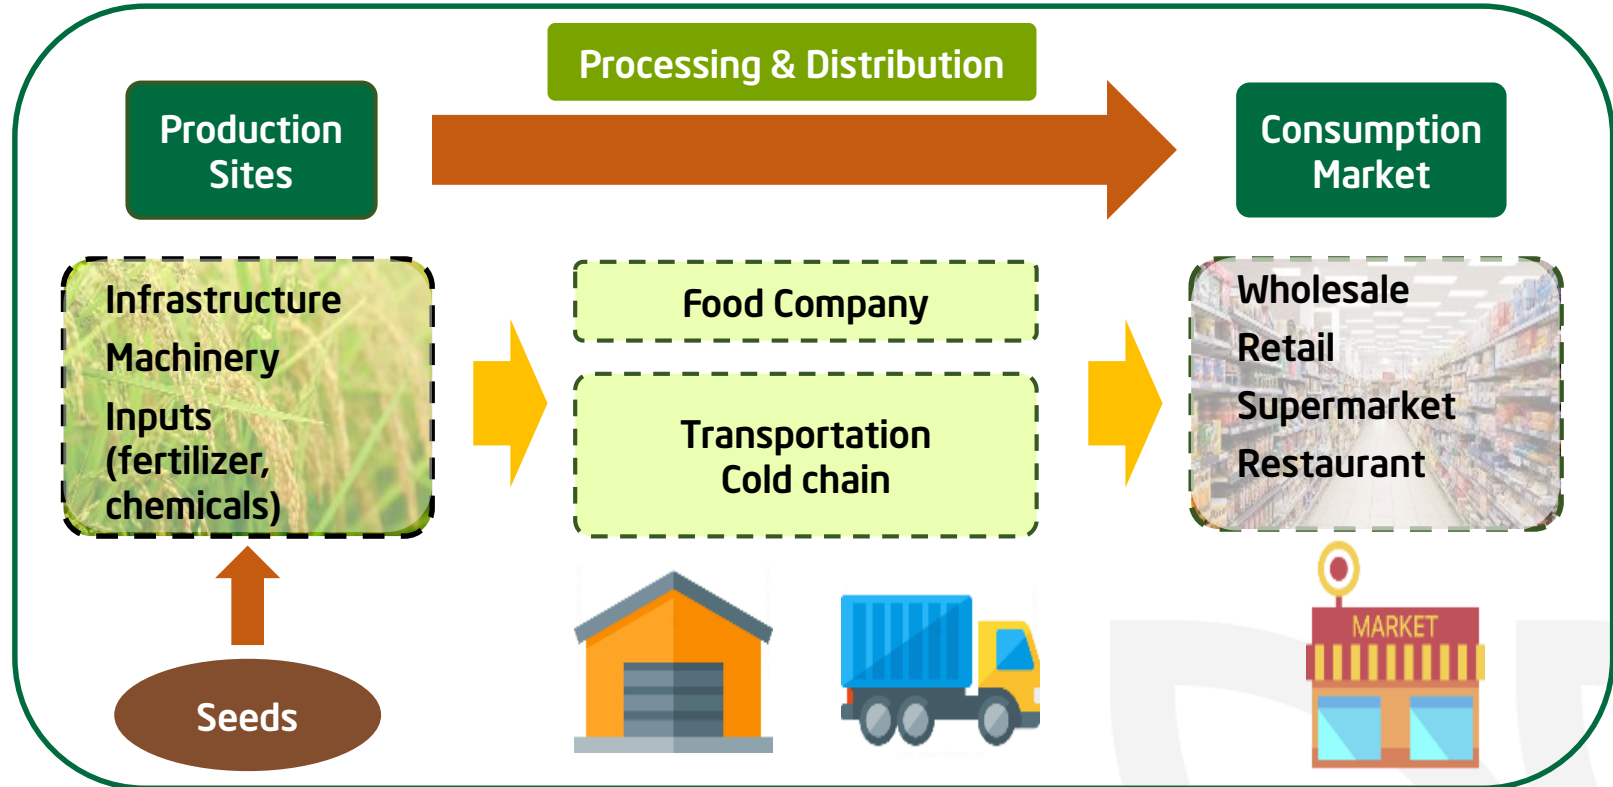 Processing & Distribution
Production
Sites
Consumption
Market
Infrastructure
Machinery
Inputs
(fertilizer,
chemicals)
Food Company
Transportation
Cold chain
Wholesale
Retail
Supermarket
Restaurant
Seeds
MARKET